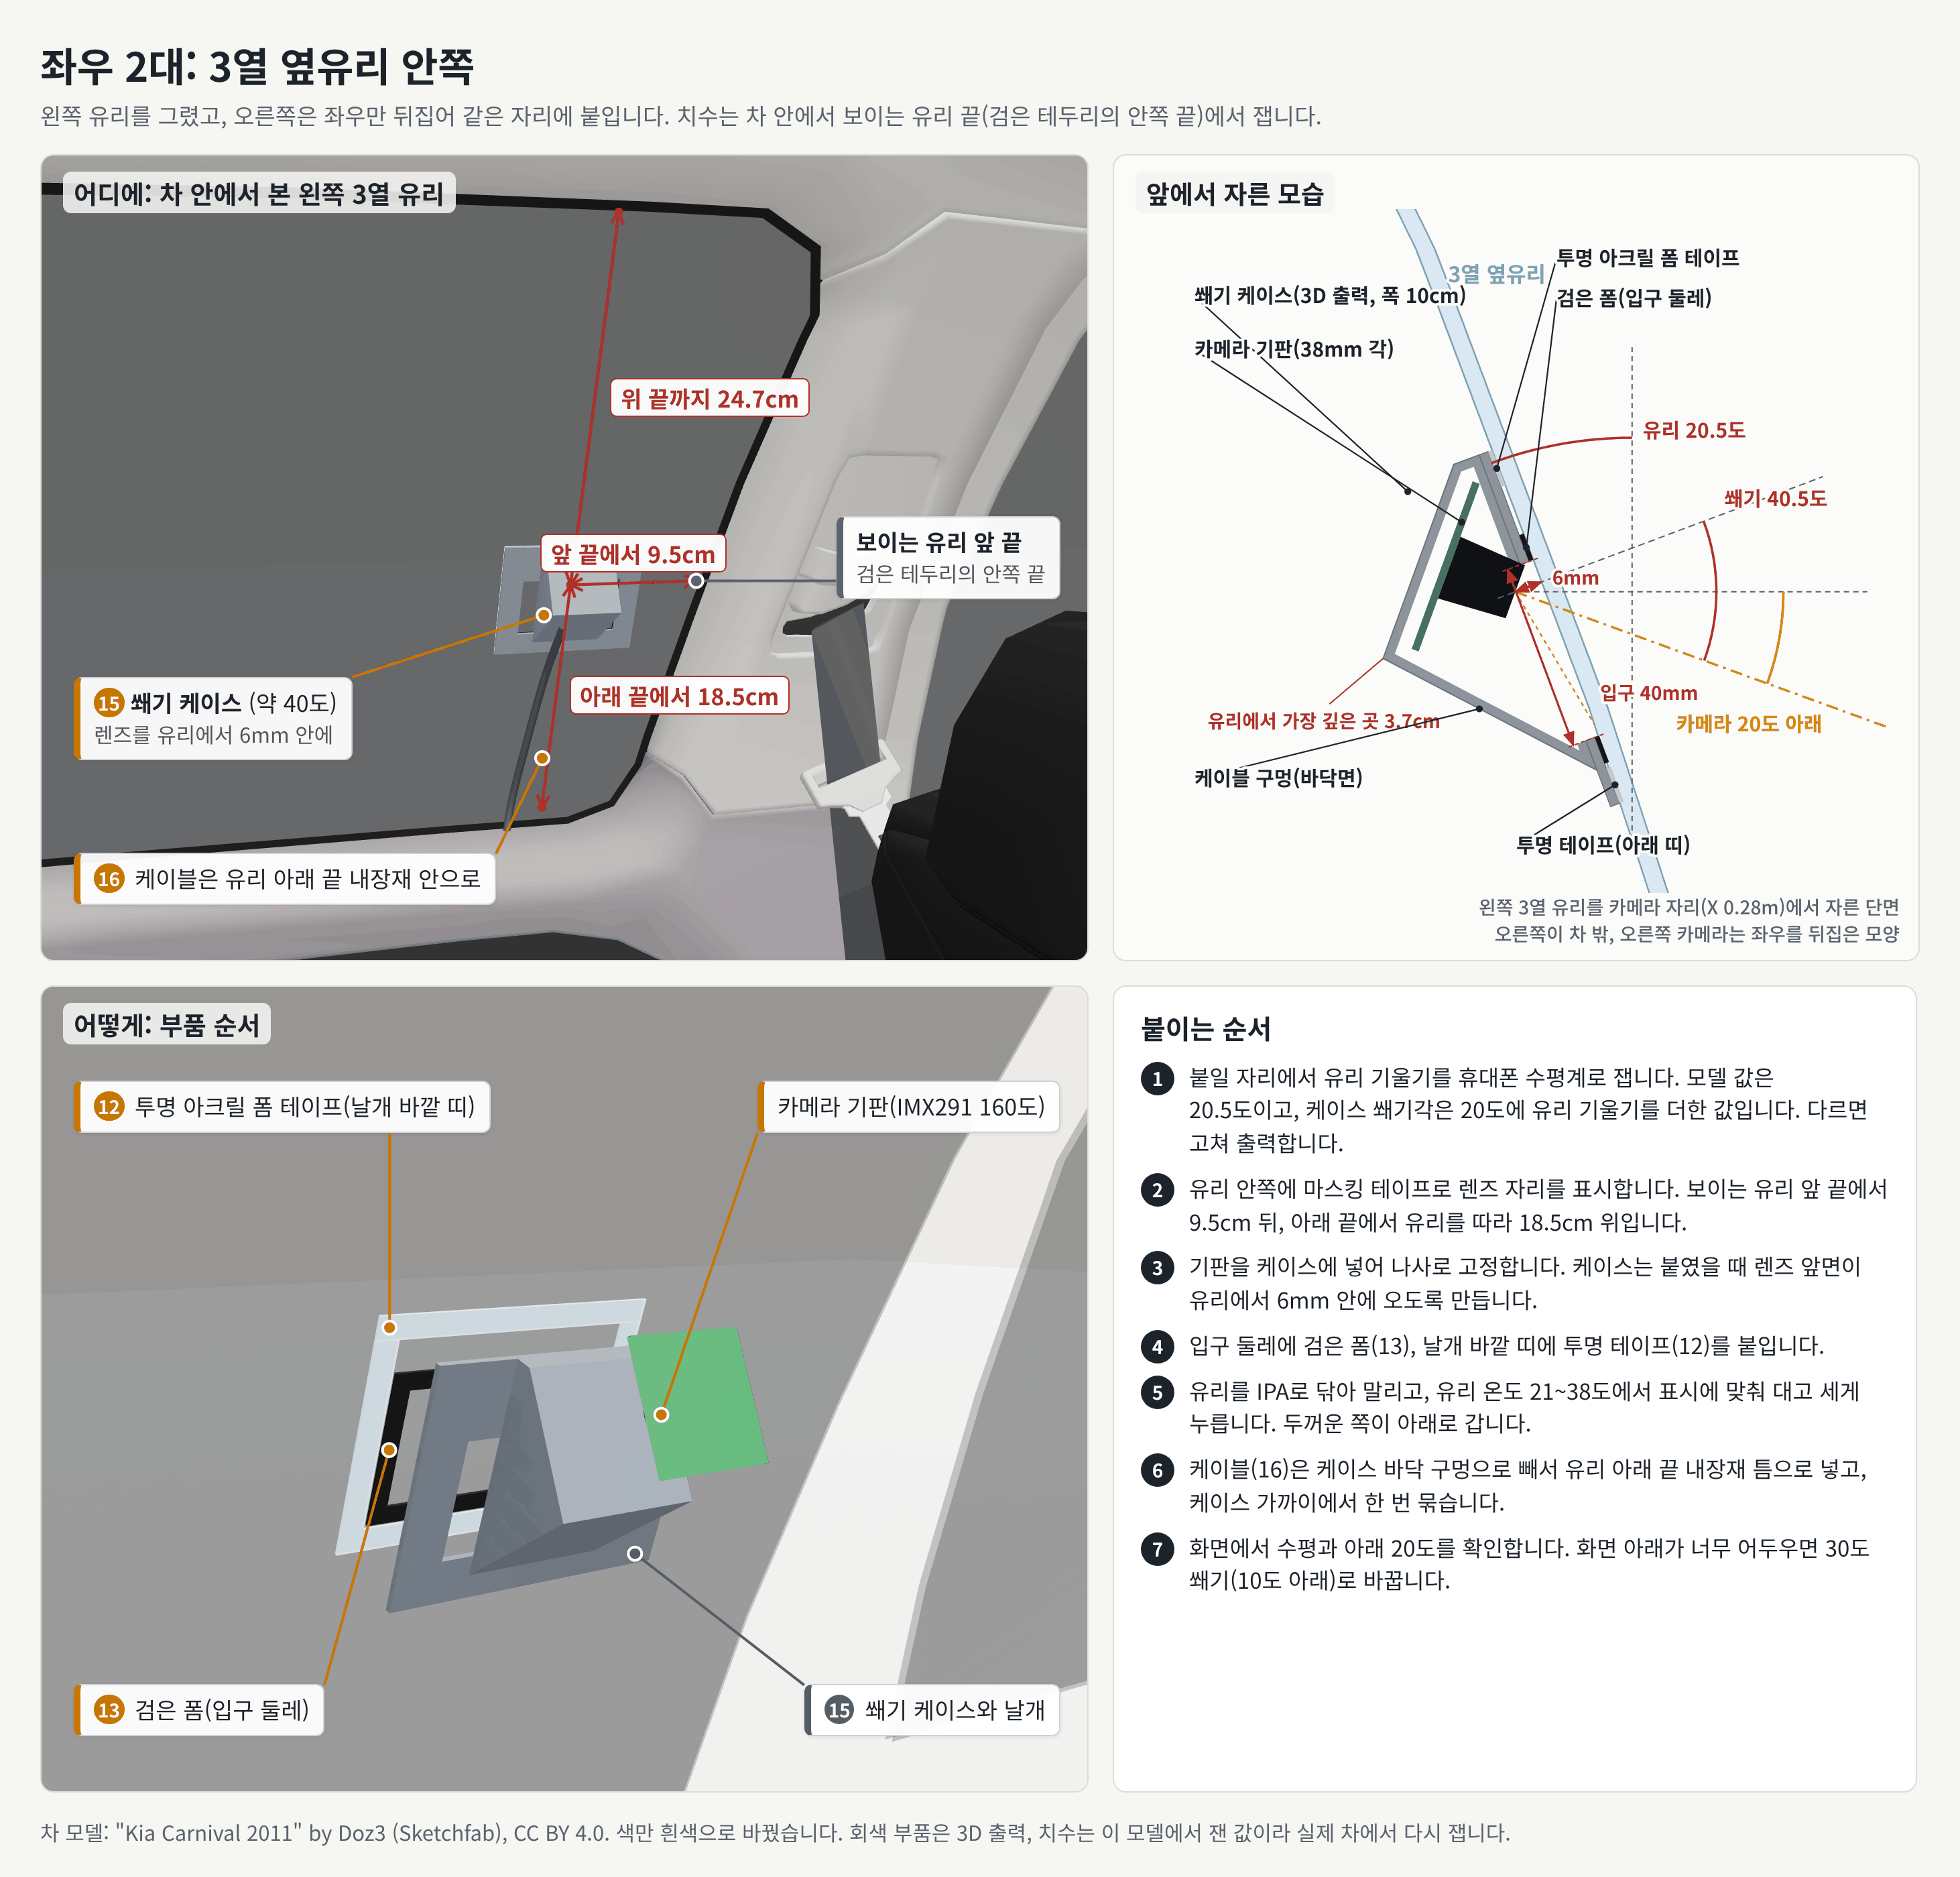 좌우 2대: 3열 옆유리 안쪽
왼쪽 유리를 그렸고, 오른쪽은 좌우만 뒤집어 같은 자리에 붙입니다. 치수는 차 안에서 보이는 유리 끝(검은 테두리의 안쪽 끝)에서 잽니다.
어디에: 차 안에서 본 왼쪽 3열 유리
위 끝까지 24.7cm
앞 끝에서 9.5cm
보이는 유리 앞 끝
검은 테두리의 안쪽 끝
15 쐐기 케이스 (약 40도)
렌즈를 유리에서 6mm 안에
아래 끝에서 18.5cm
16 케이블은 유리 아래 끝 내장재 안으로
앞에서 자른 모습
투명 아크릴 폼 테이프
3열 옆유리
쐐기 케이스(3D 출력, 폭 10cm)
검은 폼(입구 둘레)
카메라 기판(38mm 각)
유리 20.5도
쐐기 40.5도
6mm
입구 40mm
유리에서 가장 깊은 곳 3.7cm
카메라 20도 아래
케이블 구멍(바닥면)
투명 테이프(아래 띠)
왼쪽 3열 유리를 카메라 자리(X 0.28m)에서 자른 단면
오른쪽이 차 밖, 오른쪽 카메라는 좌우를 뒤집은 모양
어떻게: 부품 순서
12 투명 아크릴 폼 테이프(날개 바깥 띠)
카메라 기판(IMX291 160도)
13 검은 폼(입구 둘레)
15 쐐기 케이스와 날개
붙이는 순서
1 붙일 자리에서 유리 기울기를 휴대폰 수평계로 잽니다. 모델 값은
20.5도이고, 케이스 쐐기각은 20도에 유리 기울기를 더한 값입니다. 다르면
고쳐 출력합니다.
2 유리 안쪽에 마스킹 테이프로 렌즈 자리를 표시합니다. 보이는 유리 앞 끝에서
9.5cm 뒤, 아래 끝에서 유리를 따라 18.5cm 위입니다.
3 기판을 케이스에 넣어 나사로 고정합니다. 케이스는 붙였을 때 렌즈 앞면이
유리에서 6mm 안에 오도록 만듭니다.
4 입구 둘레에 검은 폼(13), 날개 바깥 띠에 투명 테이프(12)를 붙입니다.
5 유리를 IPA로 닦아 말리고, 유리 온도 21~38도에서 표시에 맞춰 대고 세게
누릅니다. 두꺼운 쪽이 아래로 갑니다.
6 케이블(16)은 케이스 바닥 구멍으로 빼서 유리 아래 끝 내장재 틈으로 넣고,
케이스 가까이에서 한 번 묶습니다.
7 화면에서 수평과 아래 20도를 확인합니다. 화면 아래가 너무 어두우면 30도
쐐기(10도 아래)로 바꿉니다.
차 모델: "Kia Carnival 2011" by Doz3 (Sketchfab), CC BY 4.0. 색만 흰색으로 바꿨습니다. 회색 부품은 3D 출력, 치수는 이 모델에서 잰 값이라 실제 차에서 다시 잽니다.